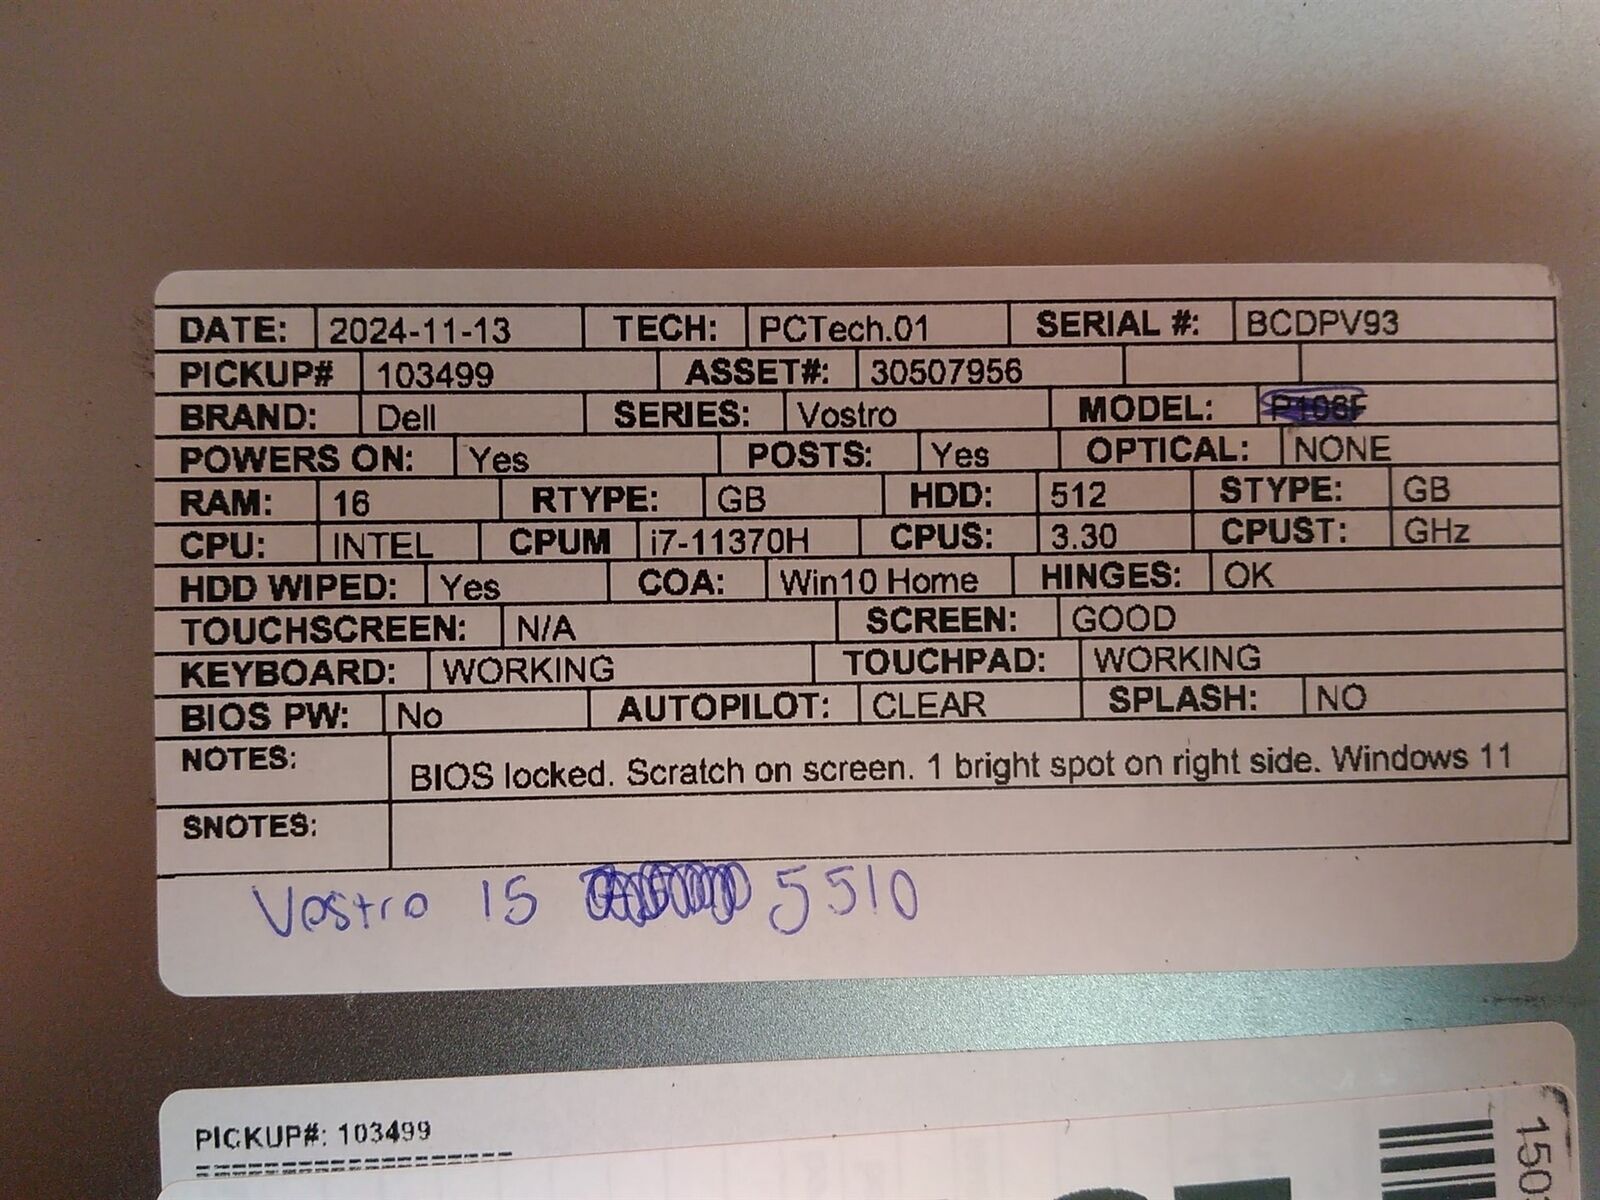 DATE: 2024-11-13 TECH: PCTech.01 SERIAL #: BCDPV93
PICKUP# 103499 ASSET#: 30507956
BRAND: Dell SERIES: Vostro MODEL: P106F
POWERS ON: Yes POSTS: Yes OPTICAL: NONE
RAM: 16 RTYPE: GB HDD: 512 STYPE: GB
CPU: INTEL CPUM i7-11370H CPUS: 3.30 CPUST: GHz
HDD WIPED: Yes COA: Win10 Home HINGES: OK
TOUCHSCREEN: N/A SCREEN: GOOD
KEYBOARD: WORKING TOUCHPAD: WORKING
BIOS PW: No AUTOPILOT: CLEAR SPLASH: NO
NOTES: BIOS locked. Scratch on screen. 1 bright spot on right side. Windows 11
SNOTES:
Vostro 15 5510
PICKUP#: 103499
150